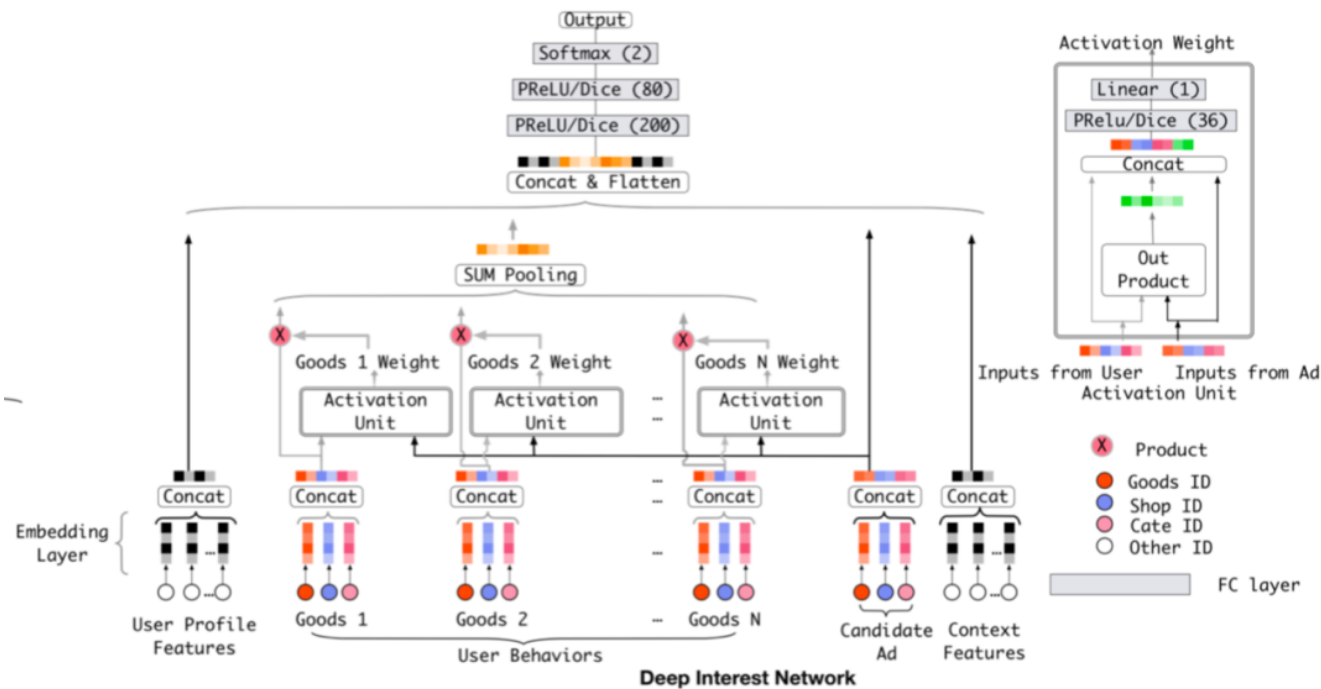 Output
Softmax (2)
PReLU/Dice (80)
PReLU/Dice (200)
Concat & Flatten
SUM Pooling
X
X
X
Goods 1 Weight
Goods 2 Weight
Goods N Weight
Activation
Unit
Activation
Unit
...
...
Activation
Unit
Concat
Concat
Concat
...
...
Concat
Concat
Concat
Embedding
Layer
...
...
...
...
...
User Profile
Features
Goods 1
Goods 2
...
Goods N
User Behaviors
Candidate
Ad
Context
Features
Deep Interest Network
Activation Weight
Linear (1)
PRelu/Dice (36)
Concat
Out
Product
Inputs from User
Inputs from Ad
Activation Unit
X
Product
Goods ID
Shop ID
Cate ID
Other ID
FC layer